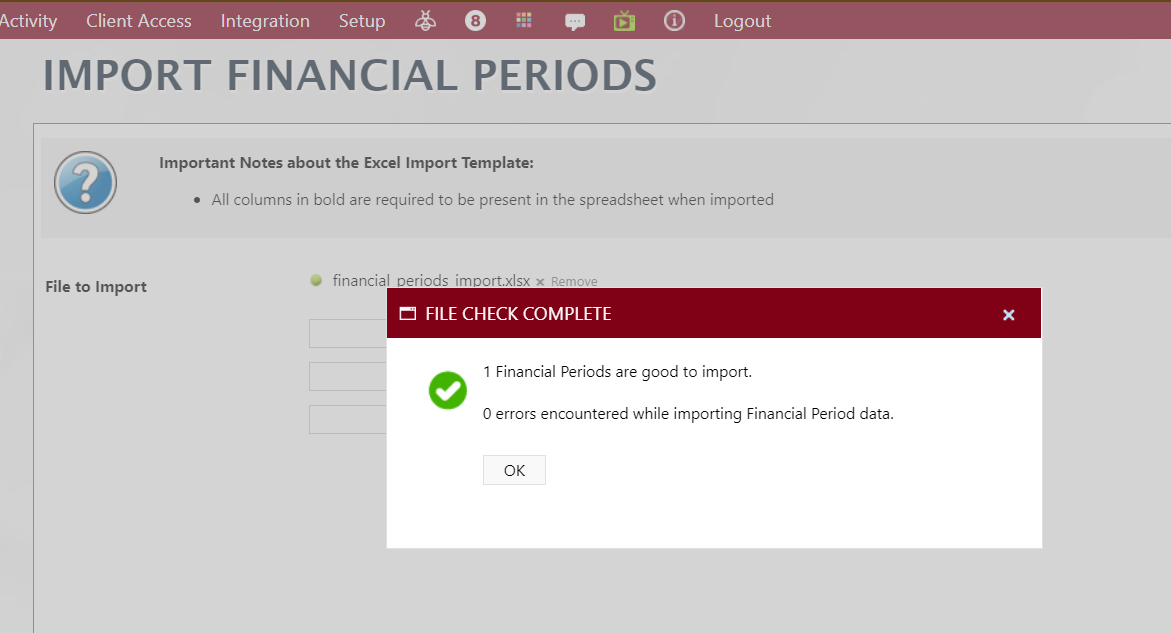 Activity Client Access Integration Setup 8 Logout
IMPORT FINANCIAL PERIODS
Important Notes about the Excel Import Template:
All columns in bold are required to be present in the spreadsheet when imported
File to Import
financial_periods_import.xlsx × Remove
FILE CHECK COMPLETE
1 Financial Periods are good to import.
0 errors encountered while importing Financial Period data.
OK